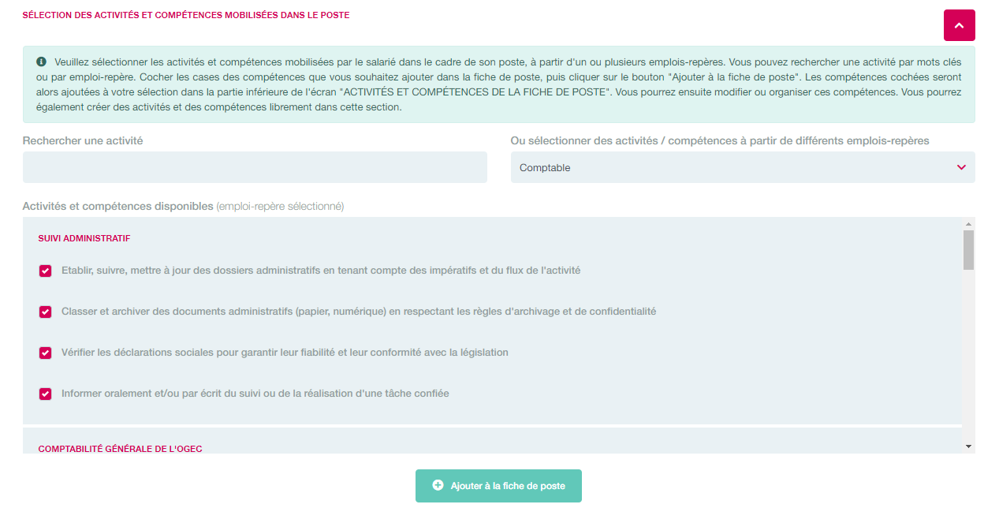 SÉLECTION DES ACTIVITÉS ET COMPÉTENCES MOBILISÉES DANS LE POSTE
Veuillez sélectionner les activités et compétences mobilisées par le salarié dans le cadre de son poste, à partir d'un ou plusieurs emplois-repères. Vous pouvez rechercher une activité par mots clés
ou par emploi-repère. Cocher les cases des compétences que vous souhaitez ajouter dans la fiche de poste, puis cliquer sur le bouton "Ajouter à la fiche de poste". Les compétences cochées seront
alors ajoutées à votre sélection dans la partie inférieure de l'écran "ACTIVITÉS ET COMPÉTENCES DE LA FICHE DE POSTE". Vous pourrez ensuite modifier ou organiser ces compétences. Vous pourrez
également créer des activités et des compétences librement dans cette section.
Rechercher une activité
Ou sélectionner des activités / compétences à partir de différents emplois-repères
Comptable
Activités et compétences disponibles (emploi-repère sélectionné)
SUIVI ADMINISTRATIF
Etablir, suivre, mettre à jour des dossiers administratifs en tenant compte des impératifs et du flux de l'activité
Classer et archiver des documents administratifs (papier, numérique) en respectant les règles d'archivage et de confidentialité
Vérifier les déclarations sociales pour garantir leur fiabilité et leur conformité avec la législation
Informer oralement et/ou par écrit du suivi ou de la réalisation d'une tâche confiée
COMPTABILITÉ GÉNÉRALE DE L'OGEC
Ajouter à la fiche de poste